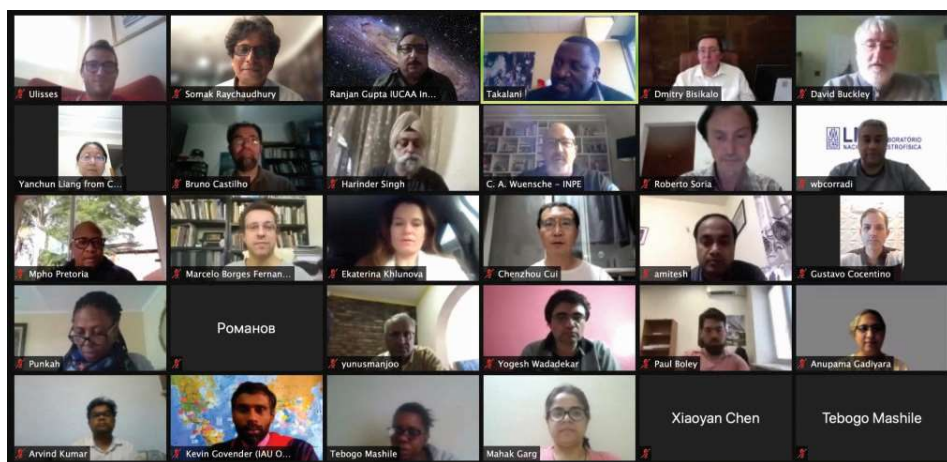 Ulisses
Somak Raychaudhury
Ranjan Gupta IUCAA In...
Takalani
Dmitry Bisikalo
David Buckley
Yanchun Liang from C...
Bruno Castilho
Harinder Singh
C. A. Wuensche – INPE
Roberto Soria
LABORATÓRIO
wbcorradi
Mpho Pretoria
Marcelo Borges Fernan...
Ekaterina Khlunova
Chenzhou Cui
amitesh
Gustavo Cocentino
Punkah
Романов
yunusmanjoo
Yogesh Wadadekar
Paul Boley
Anupama Gadiyara
Arvind Kumar
Kevin Govender (IAU O...
Tebogo Mashile
Mahak Garg
Xiaoyan Chen
Tebogo Mashile